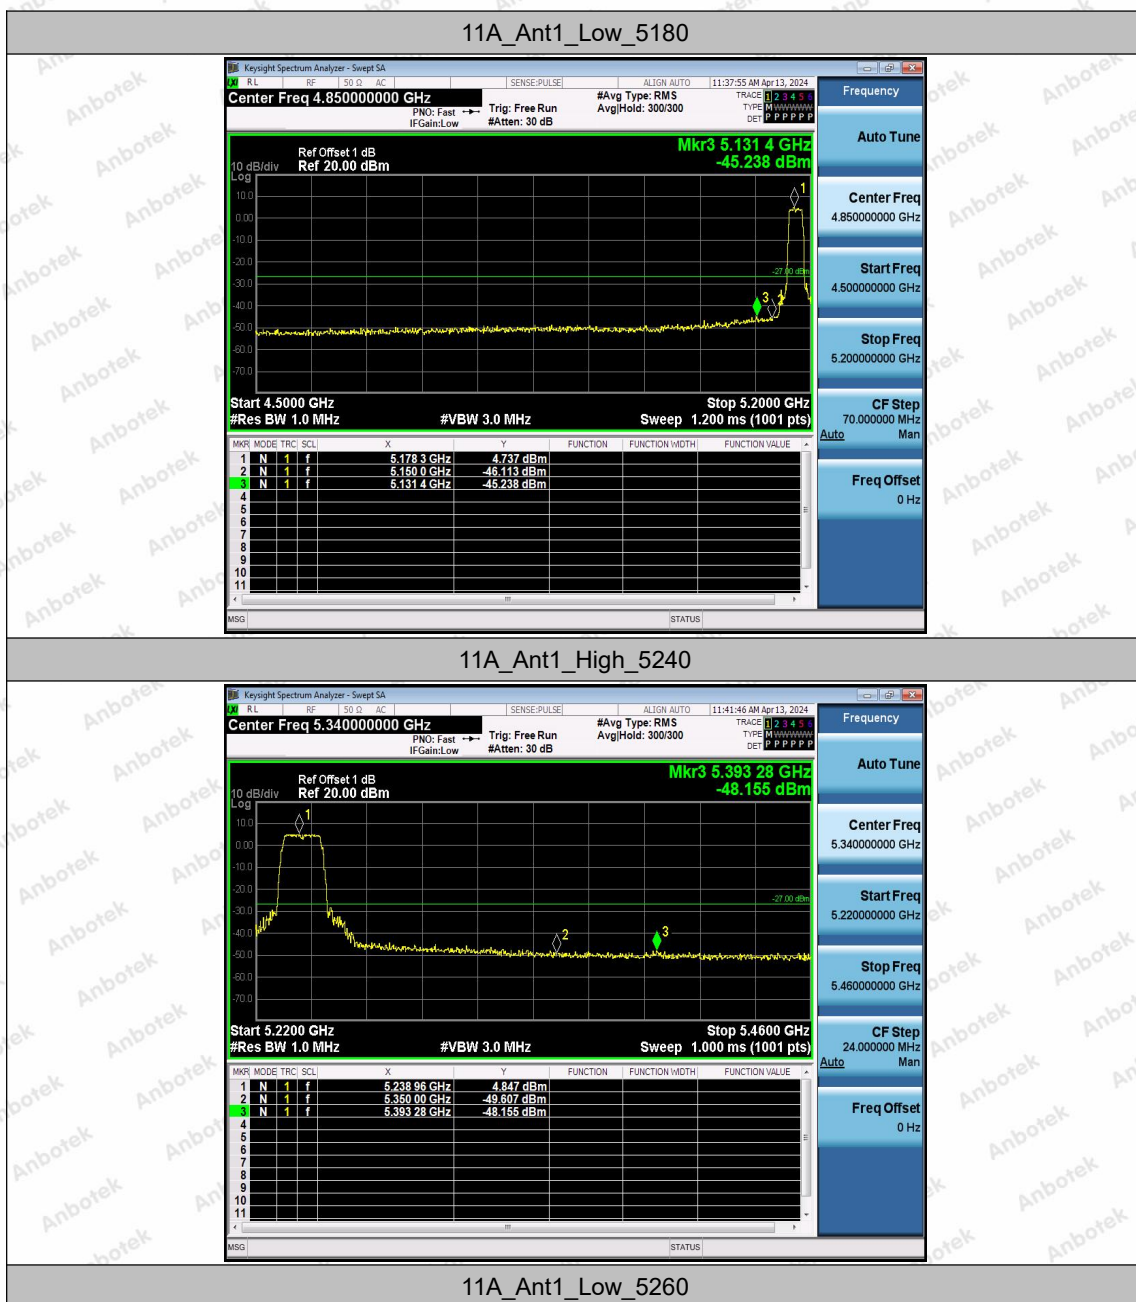 11A_Ant1_Low_5180
Keysight Spectrum Analyzer - Swept SA
RL RF 50 Ω AC SENSE:PULSE ALIGN AUTO 11:37:55 AM Apr 13, 2024
Center Freq 4.850000000 GHz
PNO: Fast
IFGain:Low
Trig: Free Run
#Atten: 30 dB
#Avg Type: RMS
Avg|Hold: 300/300
TRACE 1 2 3 4 5 6
TYPE M WWWWW
DET P P P P P P
Frequency
Auto Tune
Center Freq
4.850000000 GHz
Start Freq
4.500000000 GHz
Stop Freq
5.200000000 GHz
CF Step
70.000000 MHz
Auto Man
Freq Offset
0 Hz
Mkr3 5.131 4 GHz
-45.238 dBm
Ref Offset 1 dB
10 dB/div Ref 20.00 dBm
Log
10.0
0.00
-10.0
-20.0
-30.0
-40.0
-50.0
-60.0
-70.0
1
-27.00 dBm
3 2
Start 4.5000 GHz Stop 5.2000 GHz
#Res BW 1.0 MHz #VBW 3.0 MHz Sweep 1.200 ms (1001 pts)
MKR MODE TRC SCL X Y FUNCTION FUNCTION WIDTH FUNCTION VALUE
1 N 1 f 5.178 3 GHz 4.737 dBm
2 N 1 f 5.150 0 GHz -46.113 dBm
3 N 1 f 5.131 4 GHz -45.238 dBm
4
5
6
7
8
9
10
11
MSG STATUS
11A_Ant1_High_5240
Keysight Spectrum Analyzer - Swept SA
RL RF 50 Ω AC SENSE:PULSE ALIGN AUTO 11:41:46 AM Apr 13, 2024
Center Freq 5.340000000 GHz
PNO: Fast
IFGain:Low
Trig: Free Run
#Atten: 30 dB
#Avg Type: RMS
Avg|Hold: 300/300
TRACE 1 2 3 4 5 6
TYPE M WWWWW
DET P P P P P P
Frequency
Auto Tune
Center Freq
5.340000000 GHz
Start Freq
5.220000000 GHz
Stop Freq
5.460000000 GHz
CF Step
24.000000 MHz
Auto Man
Freq Offset
0 Hz
Mkr3 5.393 28 GHz
-48.155 dBm
Ref Offset 1 dB
10 dB/div Ref 20.00 dBm
Log
10.0
0.00
-10.0
-20.0
-30.0
-40.0
-50.0
-60.0
-70.0
1
-27.00 dBm
2 3
Start 5.2200 GHz Stop 5.4600 GHz
#Res BW 1.0 MHz #VBW 3.0 MHz Sweep 1.000 ms (1001 pts)
MKR MODE TRC SCL X Y FUNCTION FUNCTION WIDTH FUNCTION VALUE
1 N 1 f 5.238 96 GHz 4.847 dBm
2 N 1 f 5.350 00 GHz -49.607 dBm
3 N 1 f 5.393 28 GHz -48.155 dBm
4
5
6
7
8
9
10
11
MSG STATUS
11A_Ant1_Low_5260